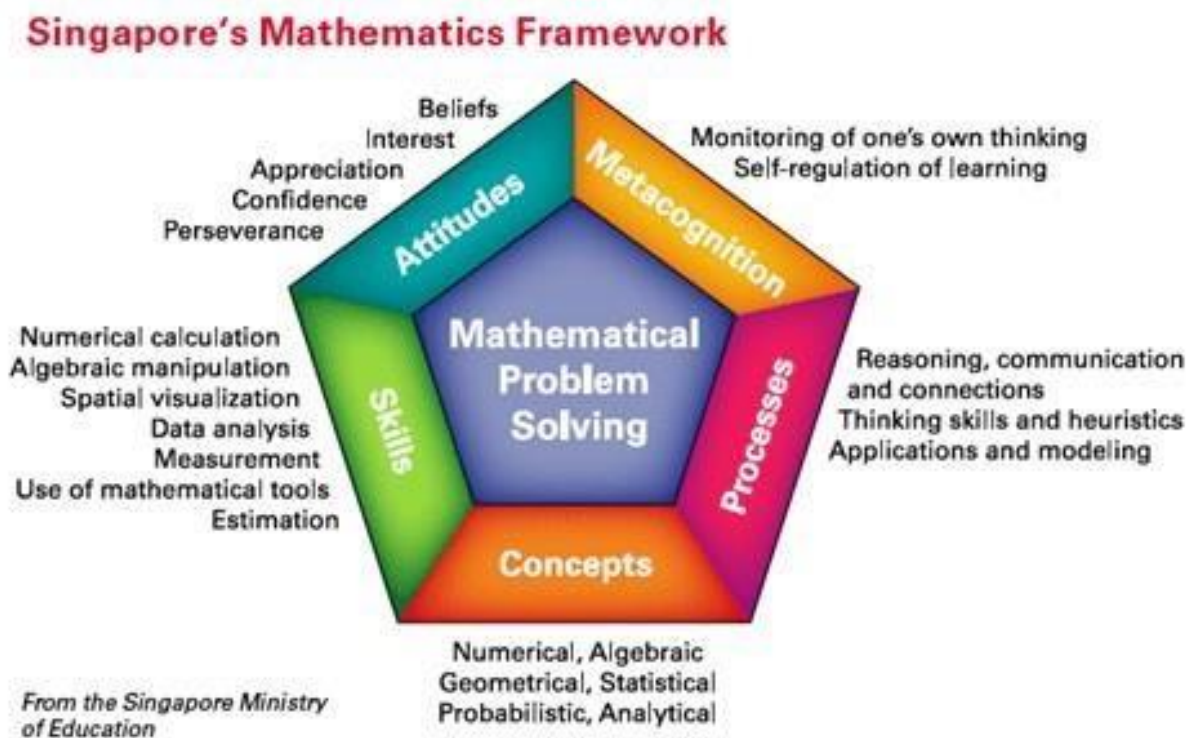 Singapore's Mathematics Framework
Beliefs
Interest
Appreciation
Confidence
Perseverance
Attitudes
Metacognition
Monitoring of one's own thinking
Self-regulation of learning
Numerical calculation
Algebraic manipulation
Spatial visualization
Data analysis
Measurement
Use of mathematical tools
Estimation
Skills
Mathematical
Problem
Solving
Processes
Reasoning, communication
and connections
Thinking skills and heuristics
Applications and modeling
Concepts
Numerical, Algebraic
Geometrical, Statistical
Probabilistic, Analytical
From the Singapore Ministry
of Education